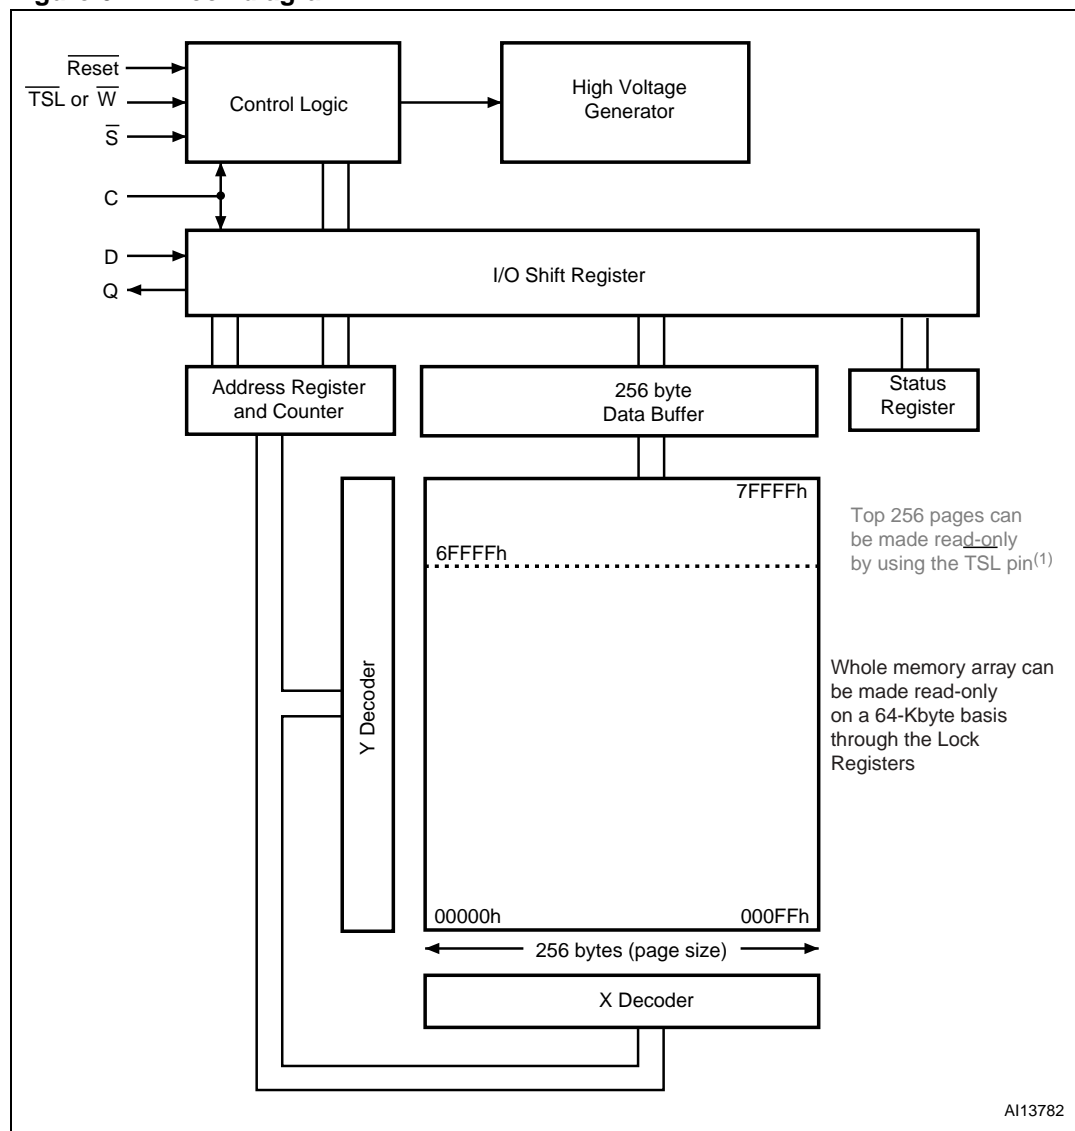 Reset
TSL or W
S
C
D
Q
Control Logic
High Voltage
Generator
I/O Shift Register
Address Register
and Counter
256 byte
Data Buffer
Status
Register
7FFFFh
6FFFFh
Top 256 pages can
be made read-only
by using the TSL pin(1)
Y Decoder
Whole memory array can
be made read-only
on a 64-Kbyte basis
through the Lock
Registers
00000h
000FFh
256 bytes (page size)
X Decoder
AI13782